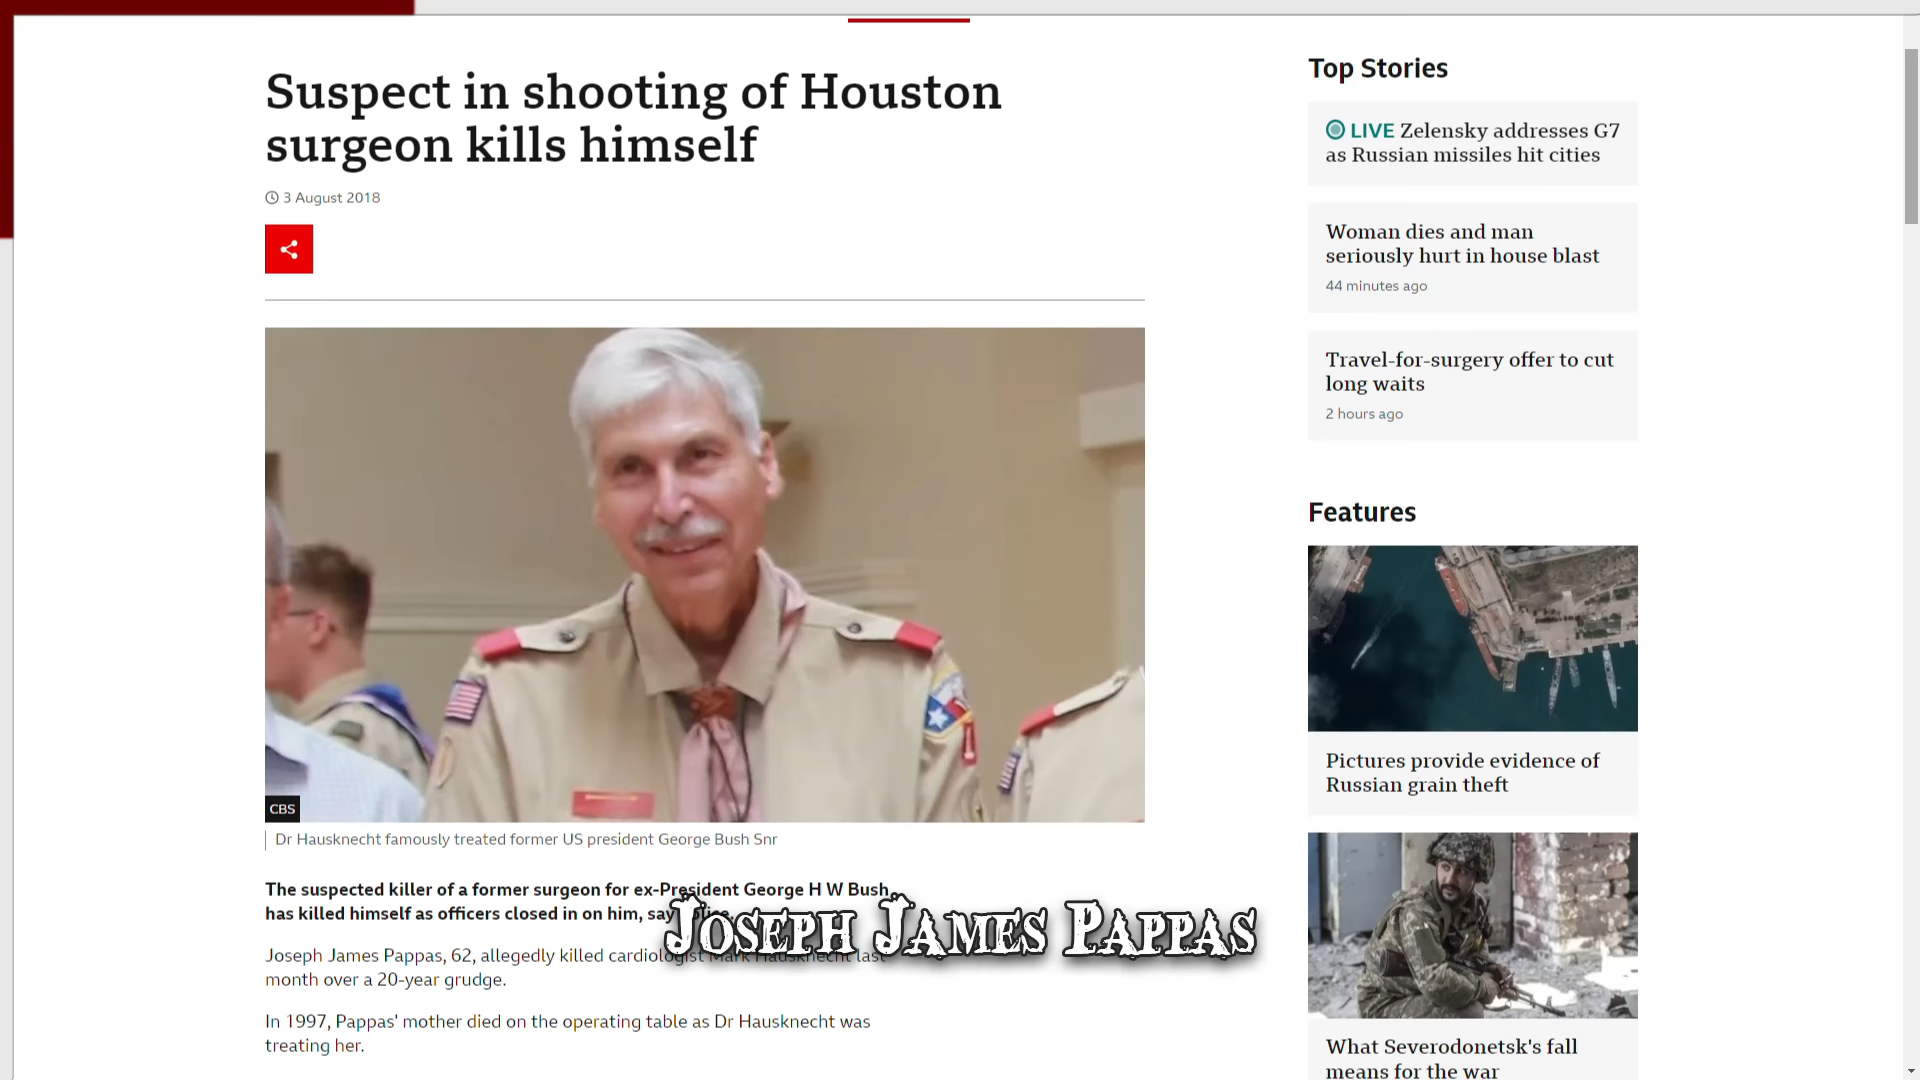 Suspect in shooting of Houston
surgeon kills himself
3 August 2018
CBS
Dr Hausknecht famously treated former US president George Bush Snr
The suspected killer of a former surgeon for ex-President George H W Bush
has killed himself as officers closed in on him, say police.
Joseph James Pappas, 62, allegedly killed cardiologist Mark Hausknecht last
month over a 20-year grudge.
In 1997, Pappas' mother died on the operating table as Dr Hausknecht was
treating her.
Joseph James Pappas
Top Stories
LIVE Zelensky addresses G7
as Russian missiles hit cities
Woman dies and man
seriously hurt in house blast
44 minutes ago
Travel-for-surgery offer to cut
long waits
2 hours ago
Features
Pictures provide evidence of
Russian grain theft
What Severodonetsk's fall
means for the war